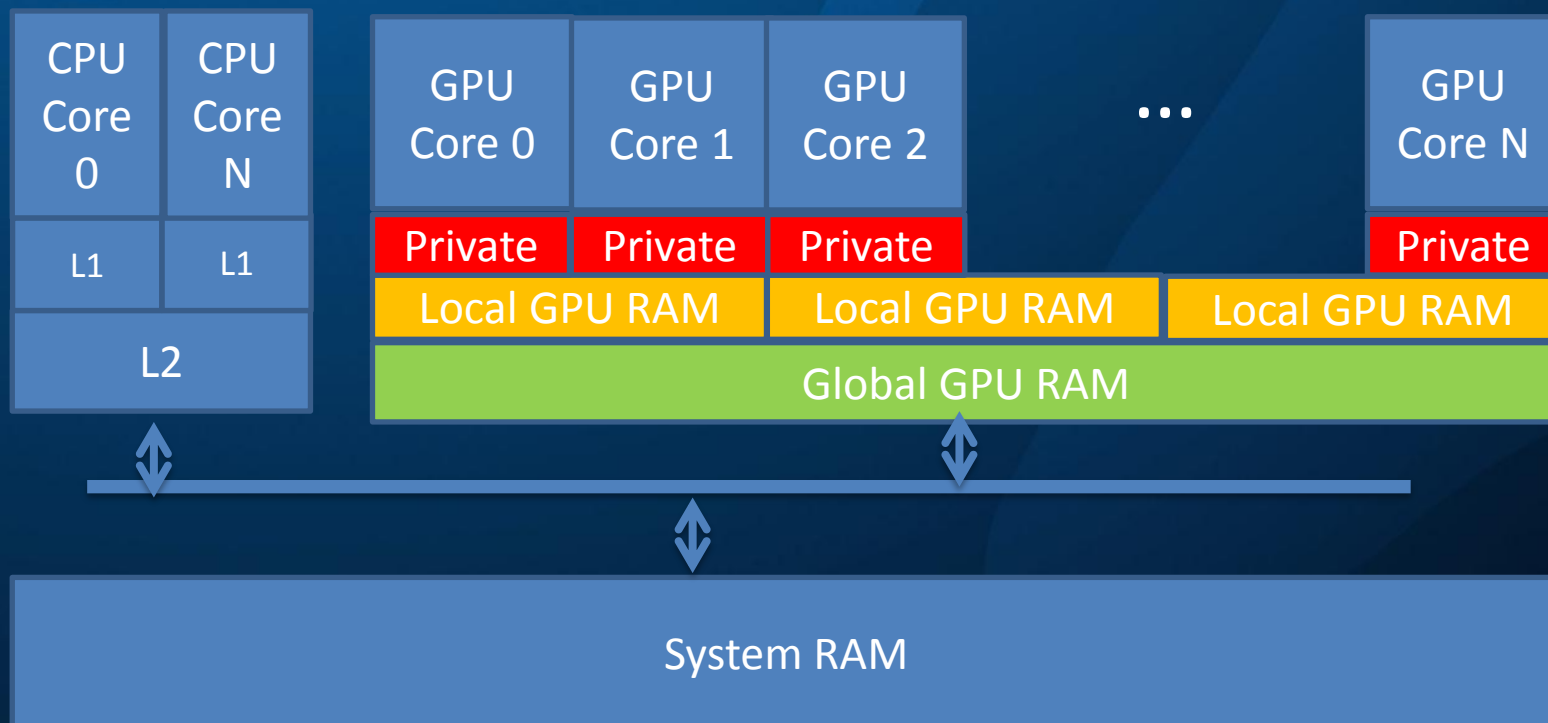 CPU
Core
0
CPU
Core
N
GPU
Core 0
GPU
Core 1
GPU
Core 2
...
GPU
Core N
L1
L1
Private
Private
Private
Private
Local GPU RAM
Local GPU RAM
Local GPU RAM
L2
Global GPU RAM
System RAM